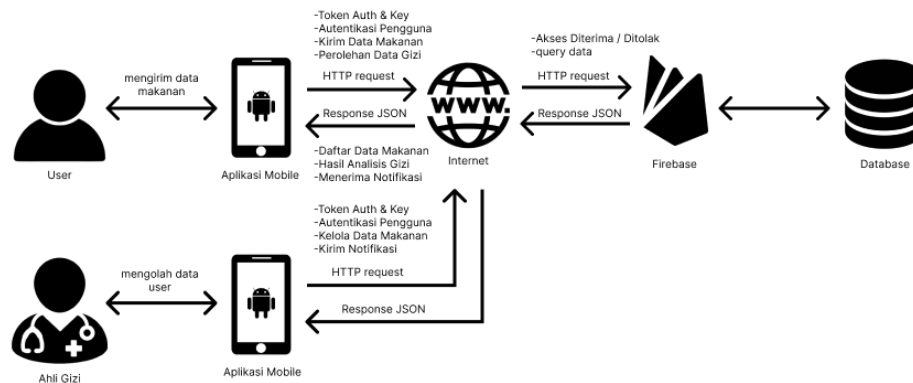 -Token Auth & Key
-Autentikasi Pengguna
-Kirim Data Makanan
-Perolehan Data Gizi
-Akses Diterima / Ditolak
-query data
mengirim data
makanan
HTTP request
HTTP request
www.
Response JSON
Response JSON
User
Aplikasi Mobile
-Daftar Data Makanan
-Hasil Analisis Gizi
-Menerima Notifikasi
Internet
Firebase
Database
-Token Auth & Key
-Autentikasi Pengguna
-Kelola Data Makanan
-Kirim Notifikasi
mengolah data
user
HTTP request
Response JSON
Ahli Gizi
Aplikasi Mobile